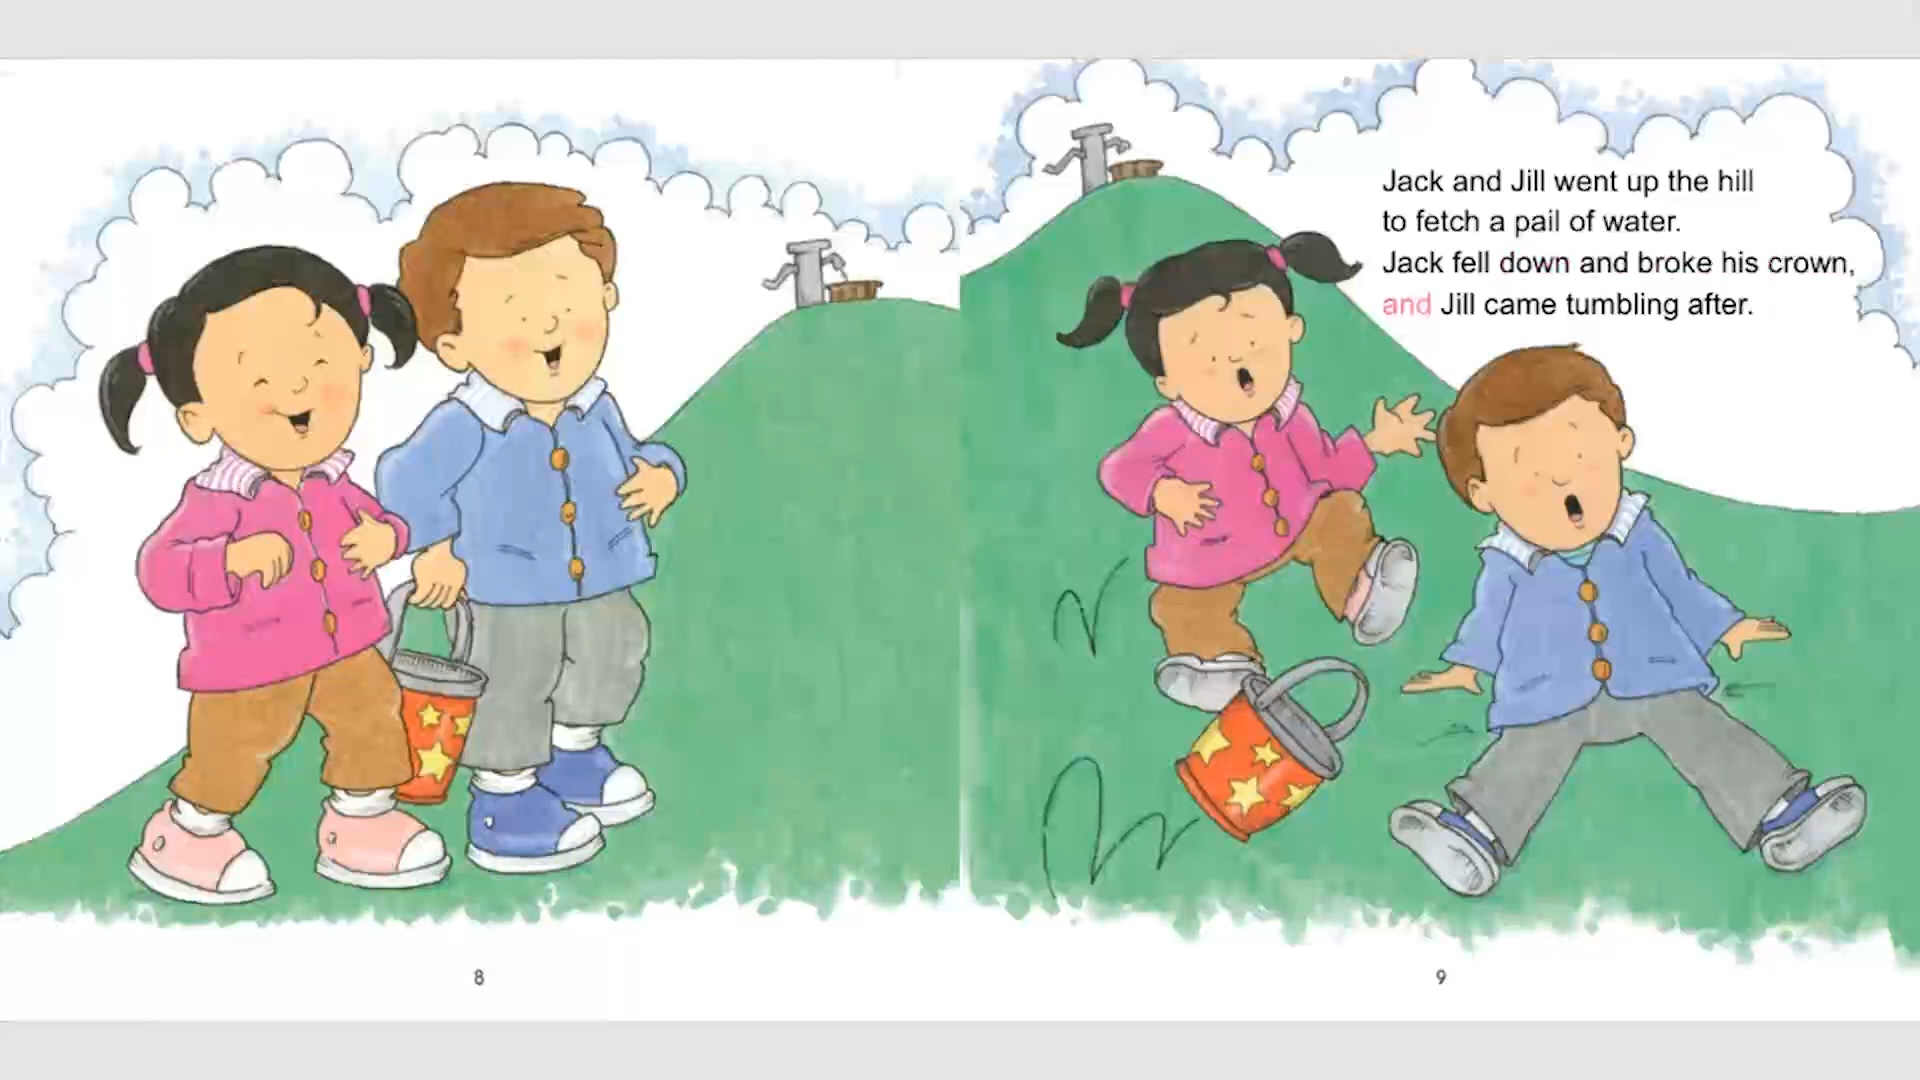 Jack and Jill went up the hill
to fetch a pail of water.
Jack fell down and broke his crown,
and Jill came tumbling after.
8
9